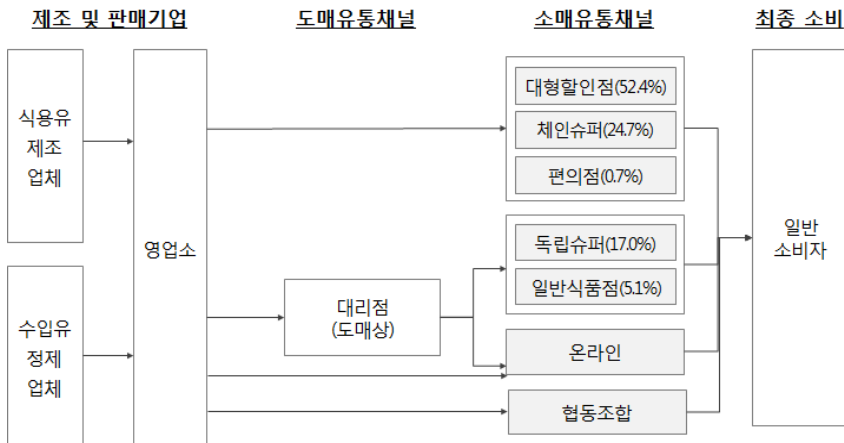 제조 및 판매기업
도매유통채널
소매유통채널
최종 소비
식용유
제조
업체
수입유
정제
업체
영업소
대리점
(도매상)
대형할인점(52.4%)
체인슈퍼(24.7%)
편의점(0.7%)
독립슈퍼(17.0%)
일반식품점(5.1%)
온라인
협동조합
일반
소비자